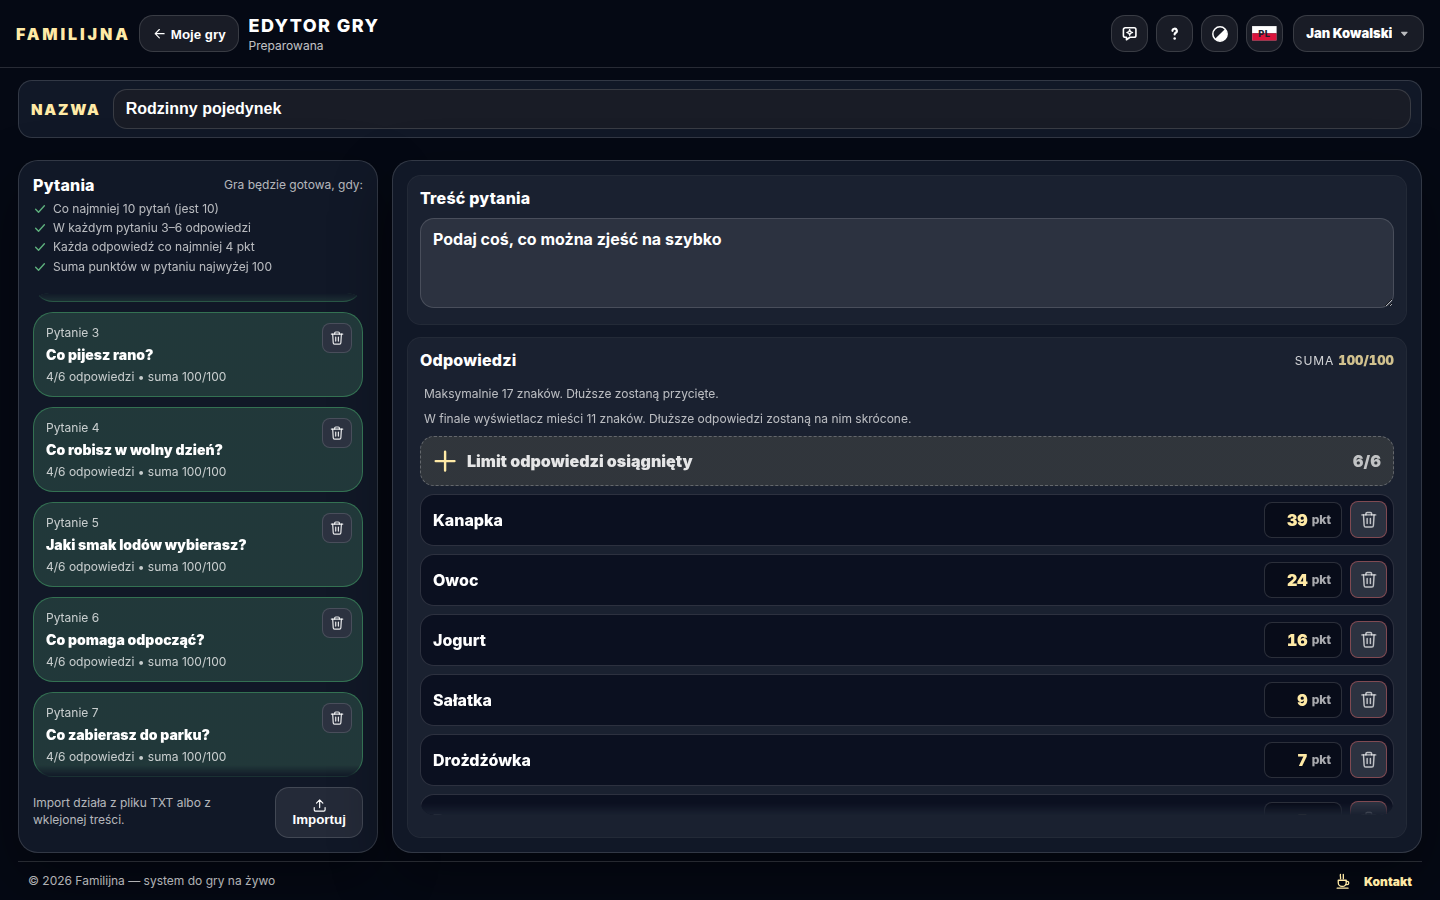 FAMILIJNA
Moje gry
EDYTOR GRY
Preparowana
?
PL
Jan Kowalski
NAZWA
Rodzinny pojedynek
Pytania
Gra będzie gotowa, gdy:
Co najmniej 10 pytań (jest 10)
W każdym pytaniu 3–6 odpowiedzi
Każda odpowiedź co najmniej 4 pkt
Suma punktów w pytaniu najwyżej 100
Pytanie 3
Co pijesz rano?
4/6 odpowiedzi • suma 100/100
Pytanie 4
Co robisz w wolny dzień?
4/6 odpowiedzi • suma 100/100
Pytanie 5
Jaki smak lodów wybierasz?
4/6 odpowiedzi • suma 100/100
Pytanie 6
Co pomaga odpocząć?
4/6 odpowiedzi • suma 100/100
Pytanie 7
Co zabierasz do parku?
4/6 odpowiedzi • suma 100/100
Import działa z pliku TXT albo z
wklejonej treści.
Importuj
Treść pytania
Podaj coś, co można zjeść na szybko
Odpowiedzi
SUMA 100/100
Maksymalnie 17 znaków. Dłuższe zostaną przycięte.
W finale wyświetlacz mieści 11 znaków. Dłuższe odpowiedzi zostaną na nim skrócone.
Limit odpowiedzi osiągnięty
6/6
Kanapka
39 pkt
Owoc
24 pkt
Jogurt
16 pkt
Sałatka
9 pkt
Drożdżówka
7 pkt
© 2026 Familijna — system do gry na żywo
Kontakt